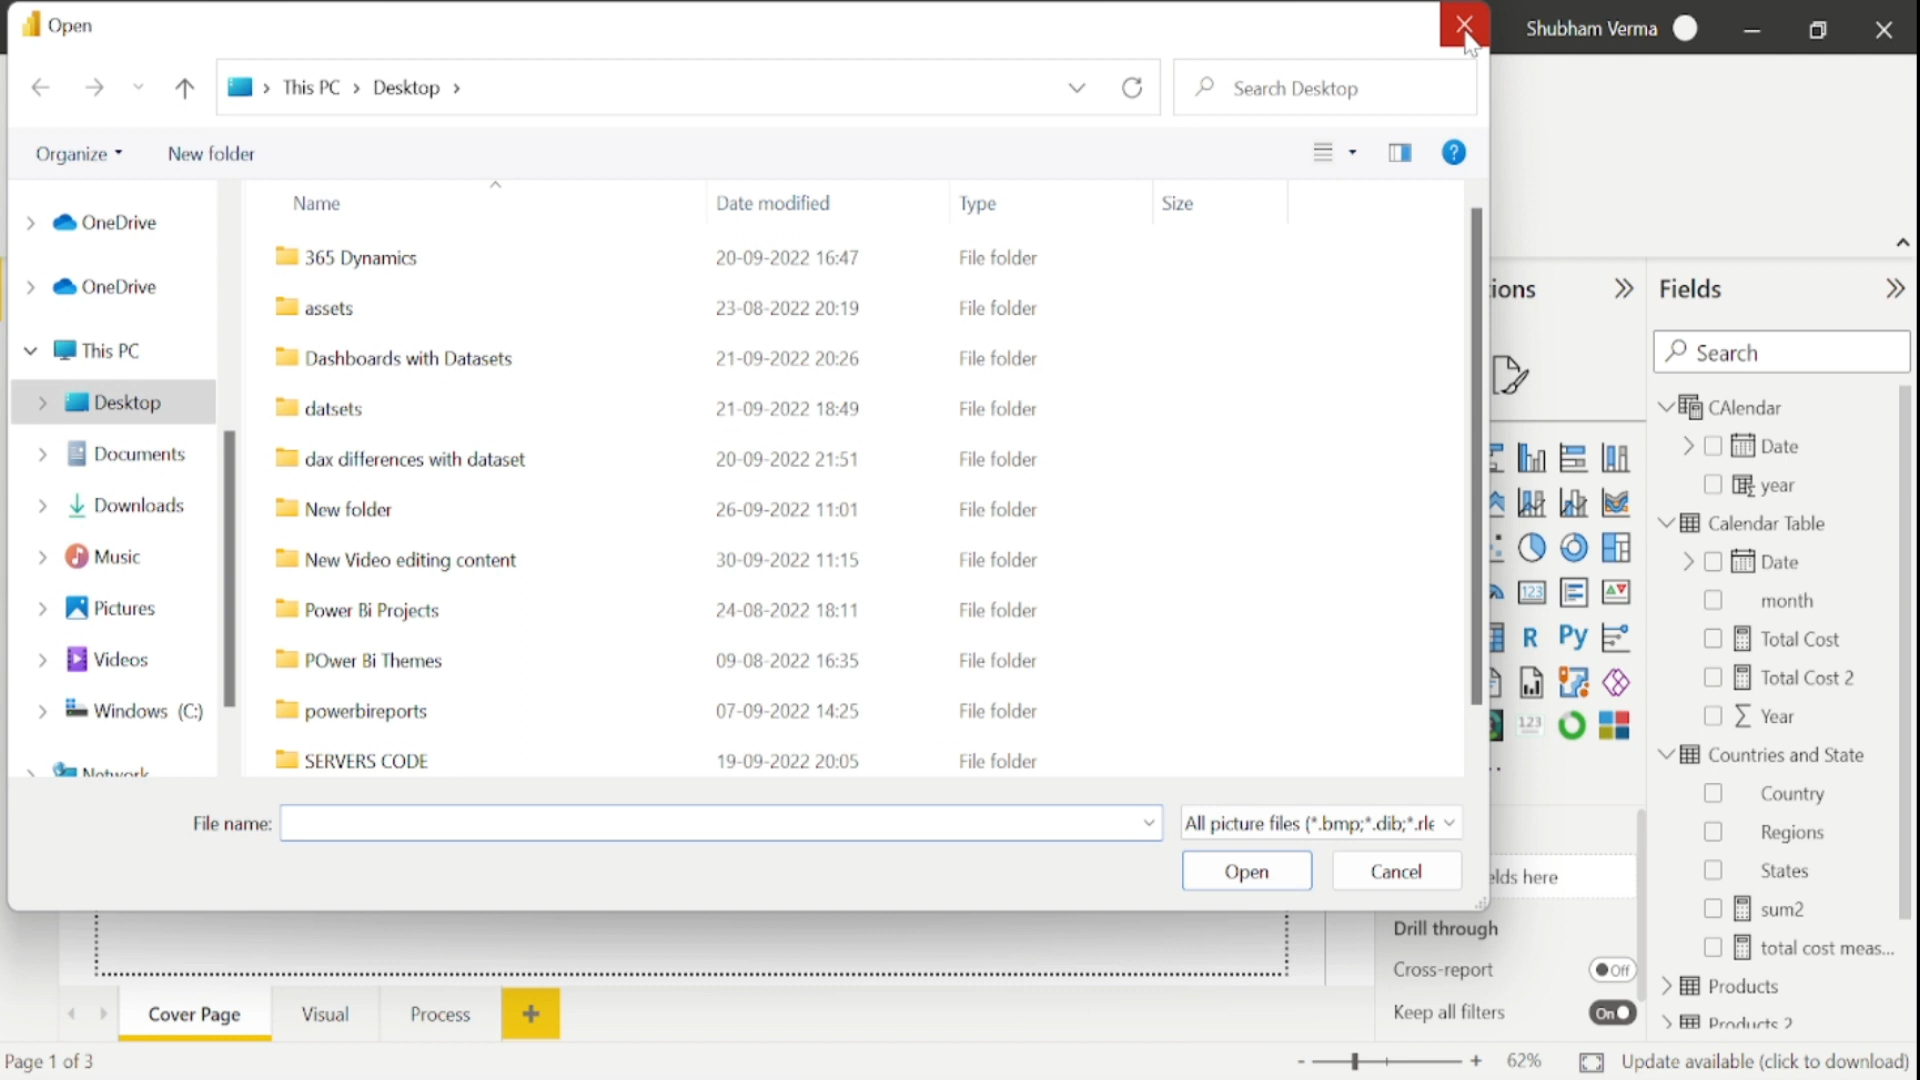 Open
Shubham Verma
This PC > Desktop >
Search Desktop
Organize
New folder
OneDrive
OneDrive
This PC
Desktop
Documents
Downloads
Music
Pictures
Videos
Windows (C:)
Network
Name Date modified Type Size
365 Dynamics 20-09-2022 16:47 File folder
assets 23-08-2022 20:19 File folder
Dashboards with Datasets 21-09-2022 20:26 File folder
datsets 21-09-2022 18:49 File folder
dax differences with dataset 20-09-2022 21:51 File folder
New folder 26-09-2022 11:01 File folder
New Video editing content 30-09-2022 11:15 File folder
Power Bi Projects 24-08-2022 18:11 File folder
POwer Bi Themes 09-08-2022 16:35 File folder
powerbireports 07-09-2022 14:25 File folder
SERVERS CODE 19-09-2022 20:05 File folder
File name:
All picture files (*.bmp;*.dib;*.rle
Open
Cancel
ions
123
R
Py
123
elds here
Drill through
Cross-report
Off
Keep all filters
On
Fields
Search
CAlendar
Date
year
Calendar Table
Date
month
Total Cost
Total Cost 2
Year
Countries and State
Country
Regions
States
sum2
total cost meas...
Products
Products 2
Cover Page
Visual
Process
+
Page 1 of 3
- + 62%
Update available (click to download)